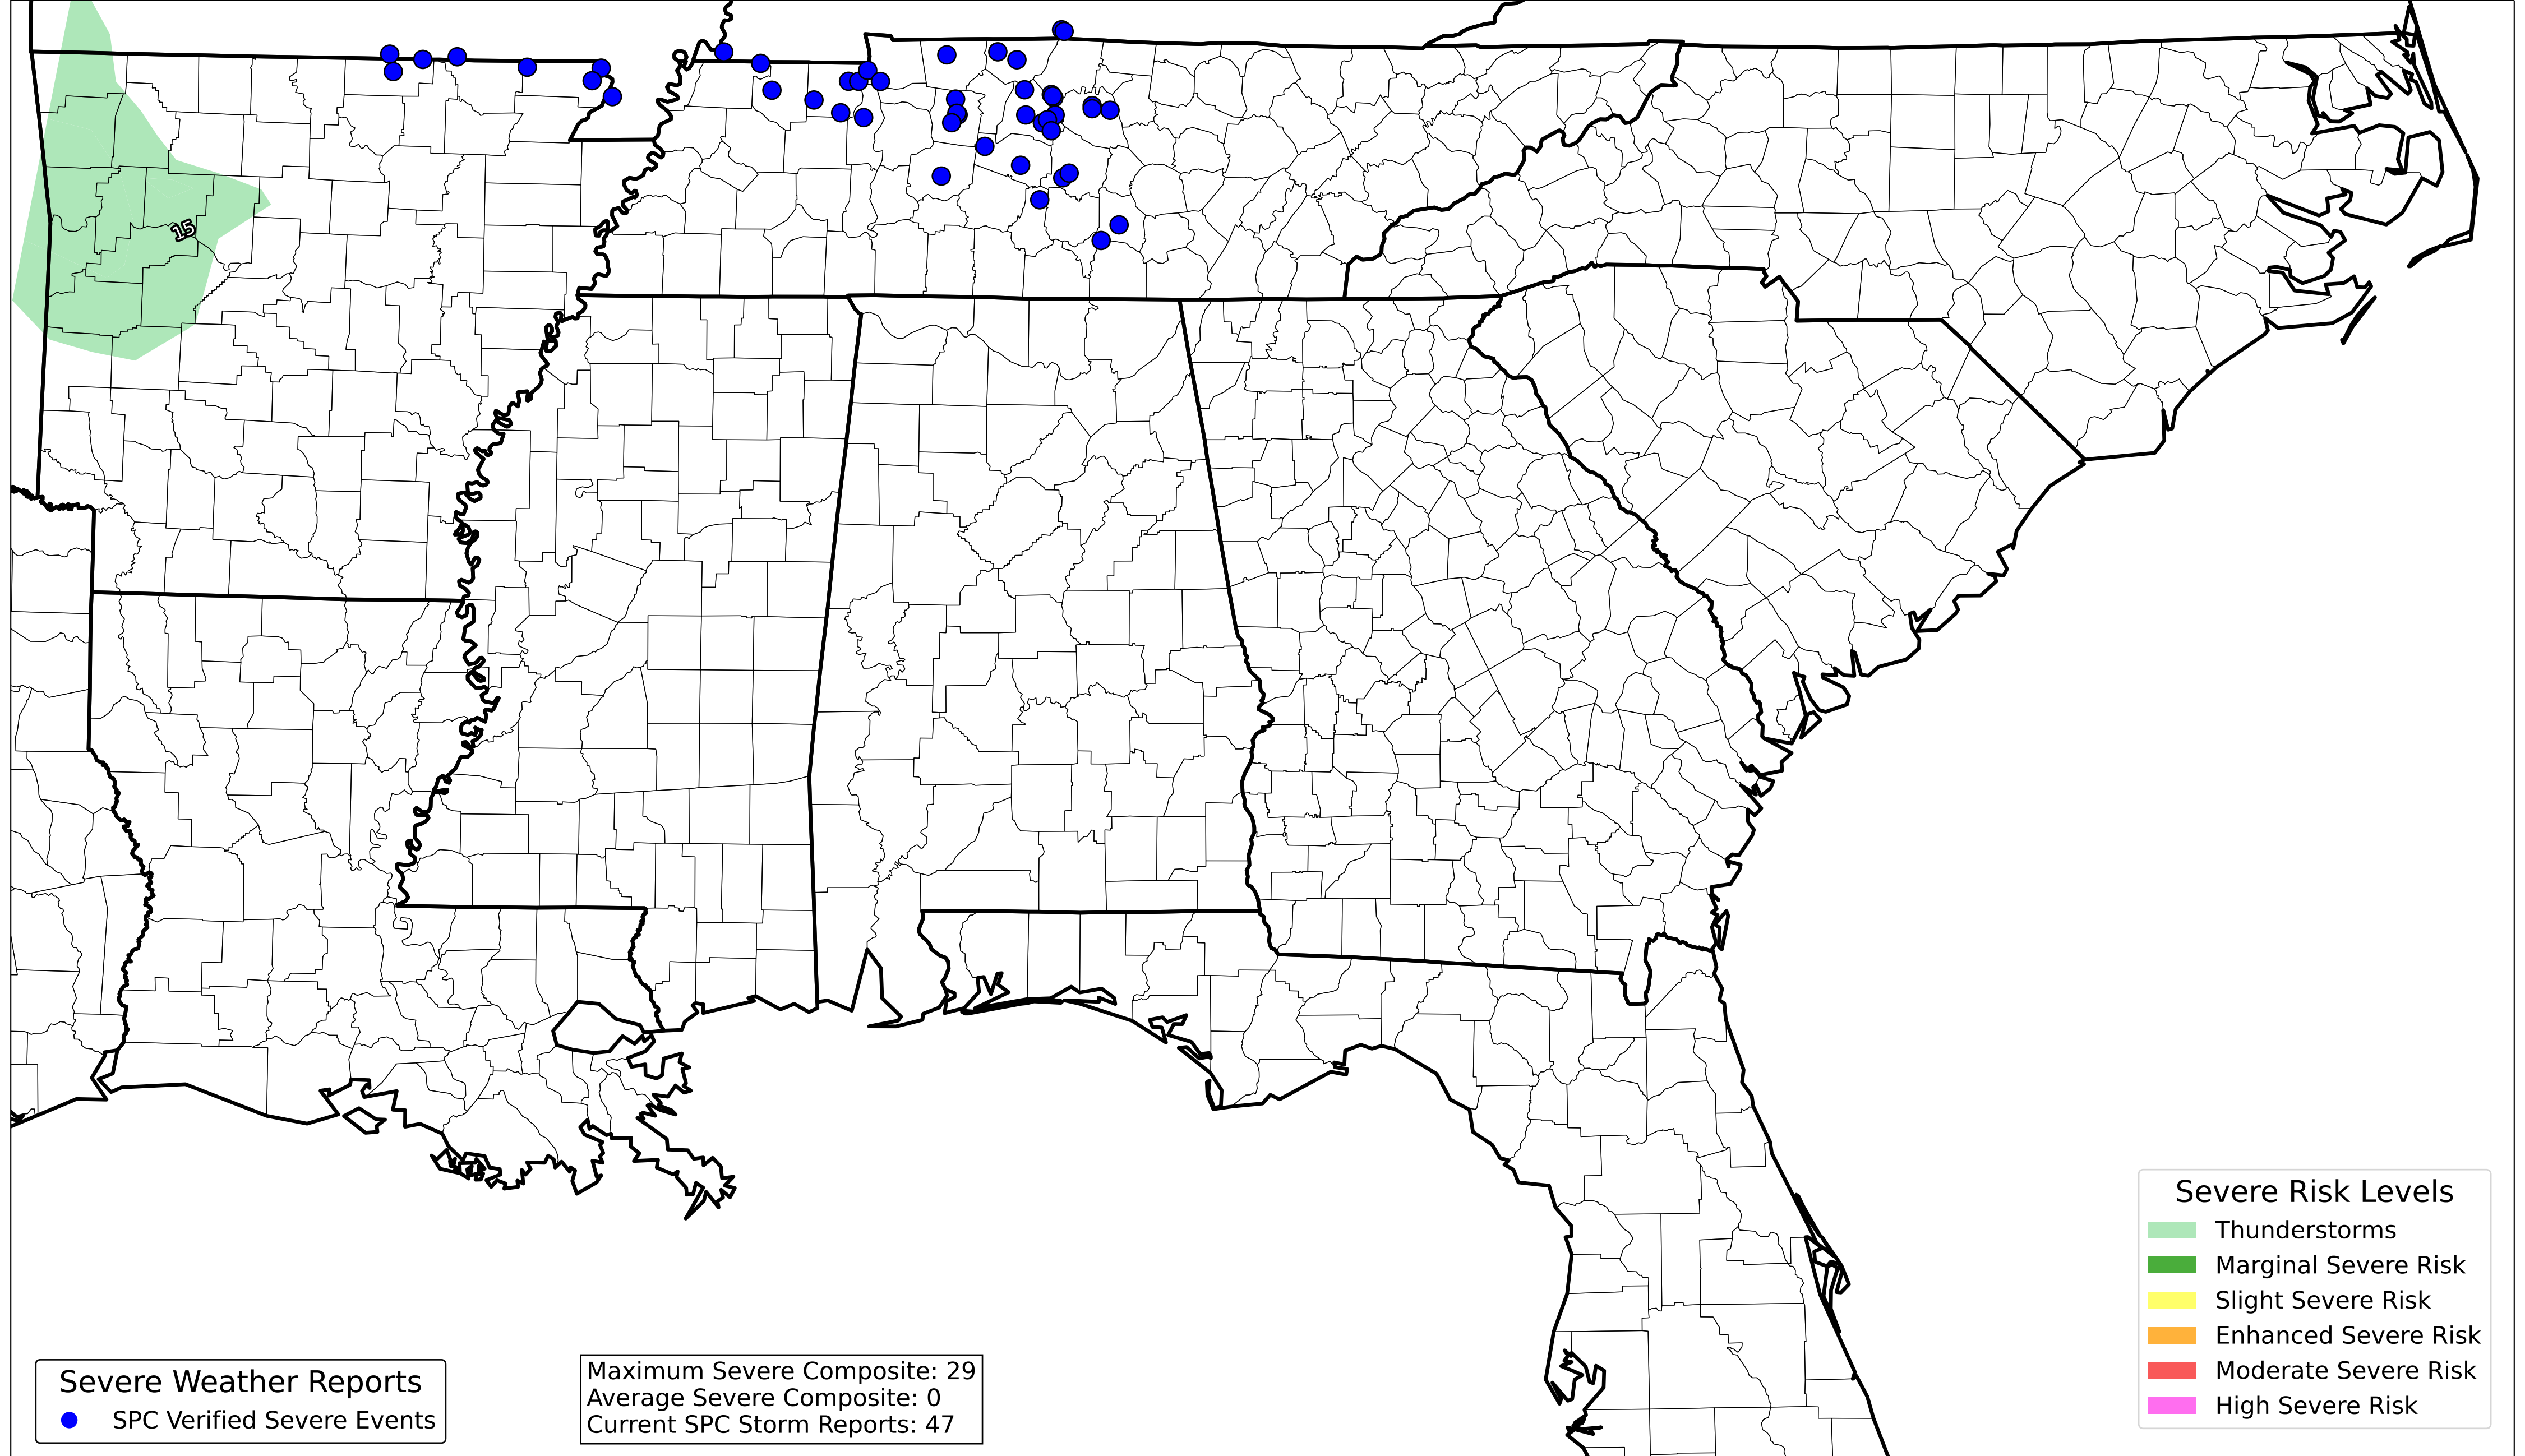 15
Severe Weather Reports
SPC Verified Severe Events
Maximum Severe Composite: 29
Average Severe Composite: 0
Current SPC Storm Reports: 47
Severe Risk Levels
Thunderstorms
Marginal Severe Risk
Slight Severe Risk
Enhanced Severe Risk
Moderate Severe Risk
High Severe Risk